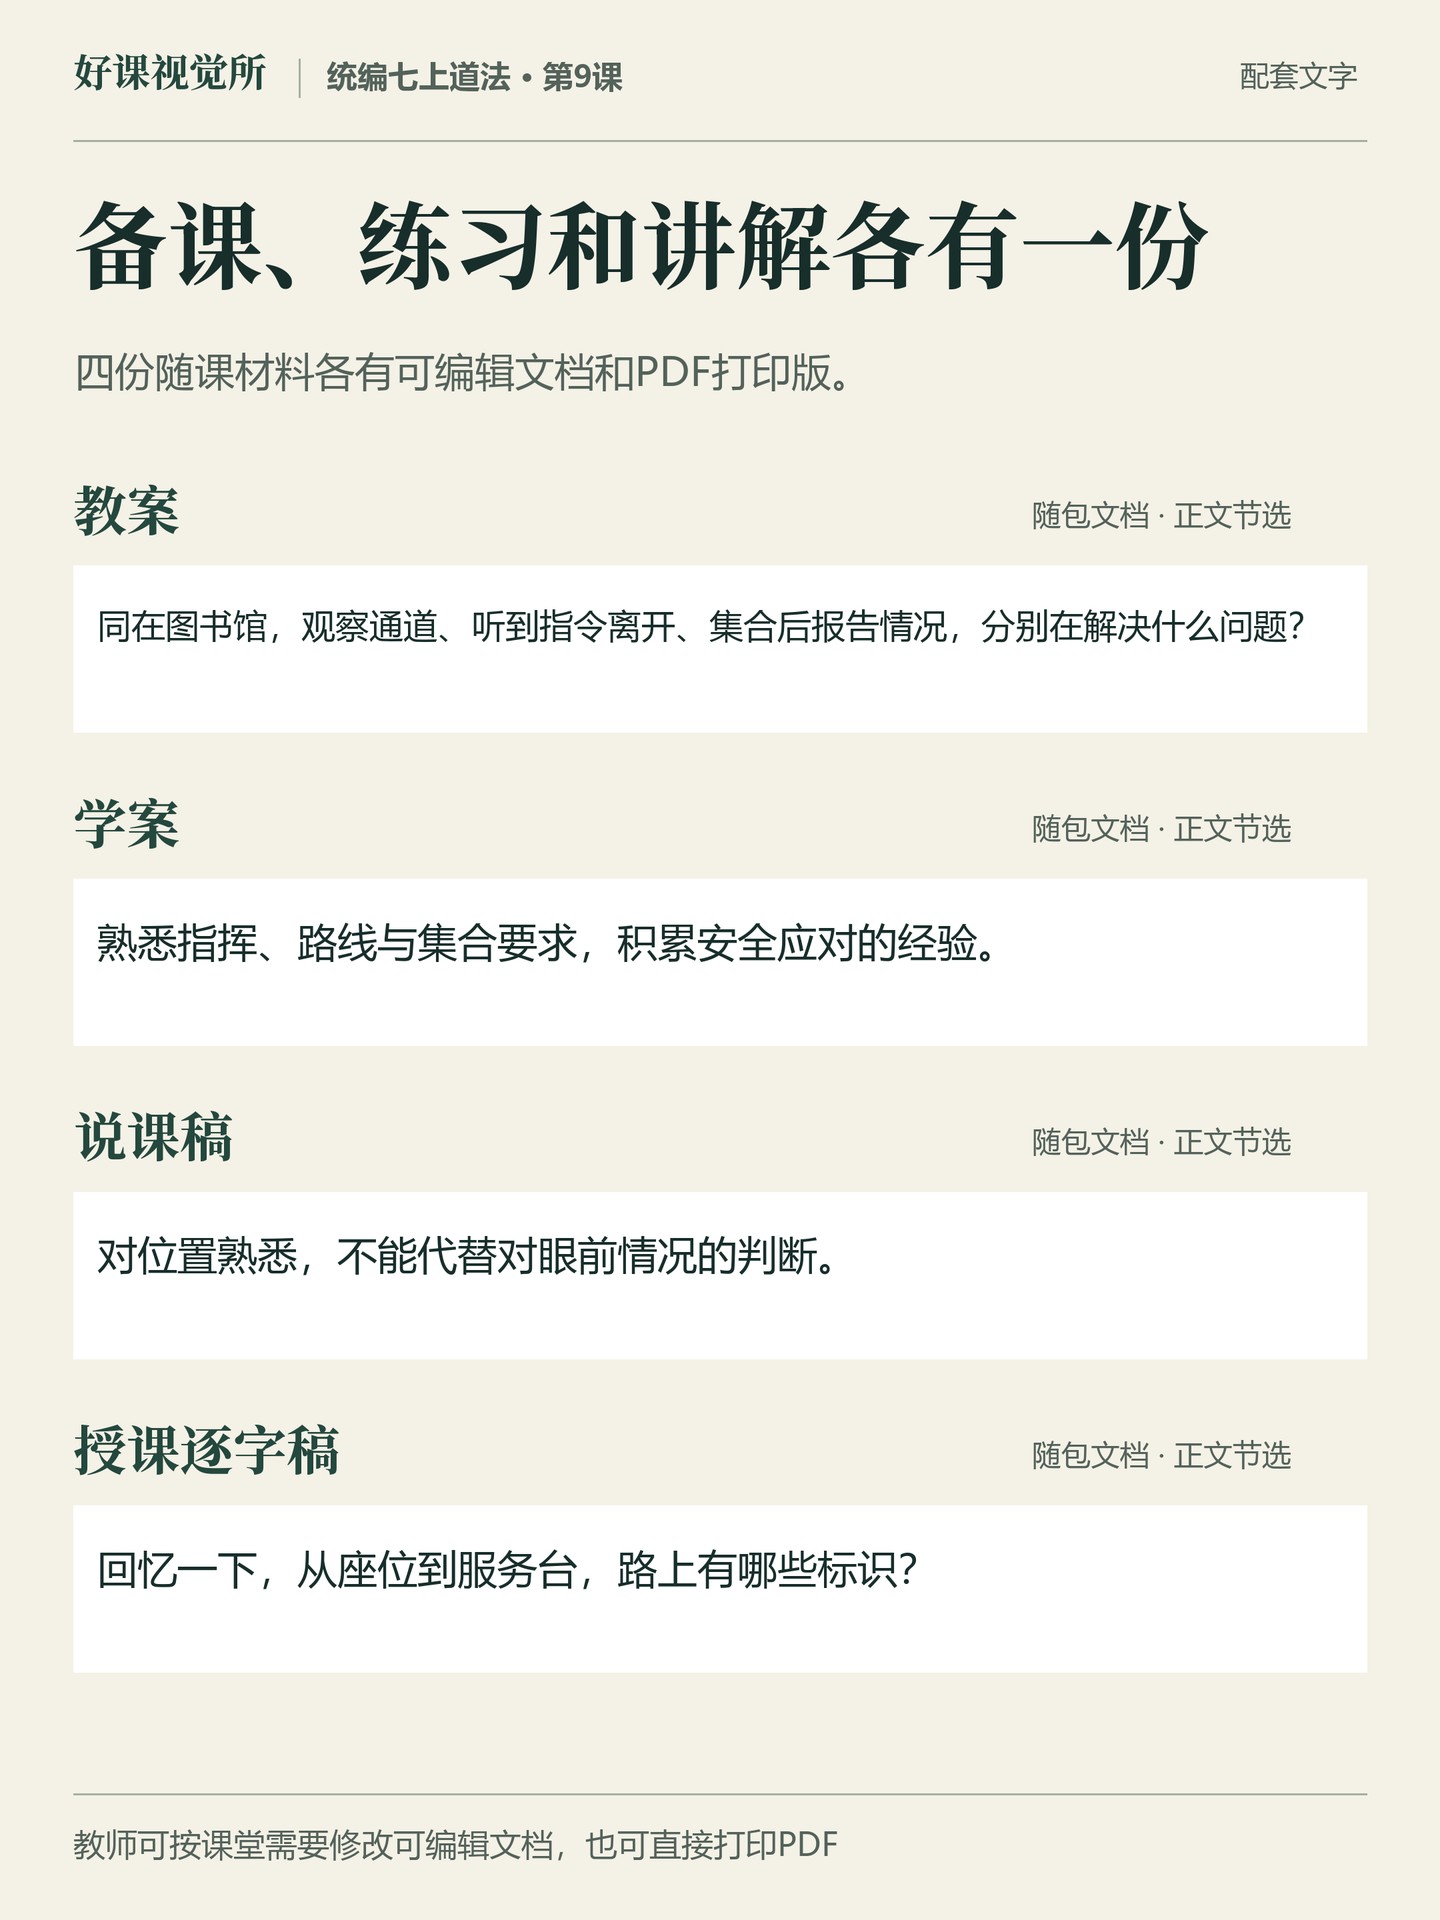 好课视觉所 | 统编七上道法 • 第9课 配套文字
备课、练习和讲解各有一份
四份随课材料各有可编辑文档和PDF打印版。
教案 随包文档 · 正文节选
同在图书馆，观察通道、听到指令离开、集合后报告情况，分别在解决什么问题？
学案 随包文档 · 正文节选
熟悉指挥、路线与集合要求，积累安全应对的经验。
说课稿 随包文档 · 正文节选
对位置熟悉，不能代替对眼前情况的判断。
授课逐字稿 随包文档 · 正文节选
回忆一下，从座位到服务台，路上有哪些标识？
教师可按课堂需要修改可编辑文档，也可直接打印PDF